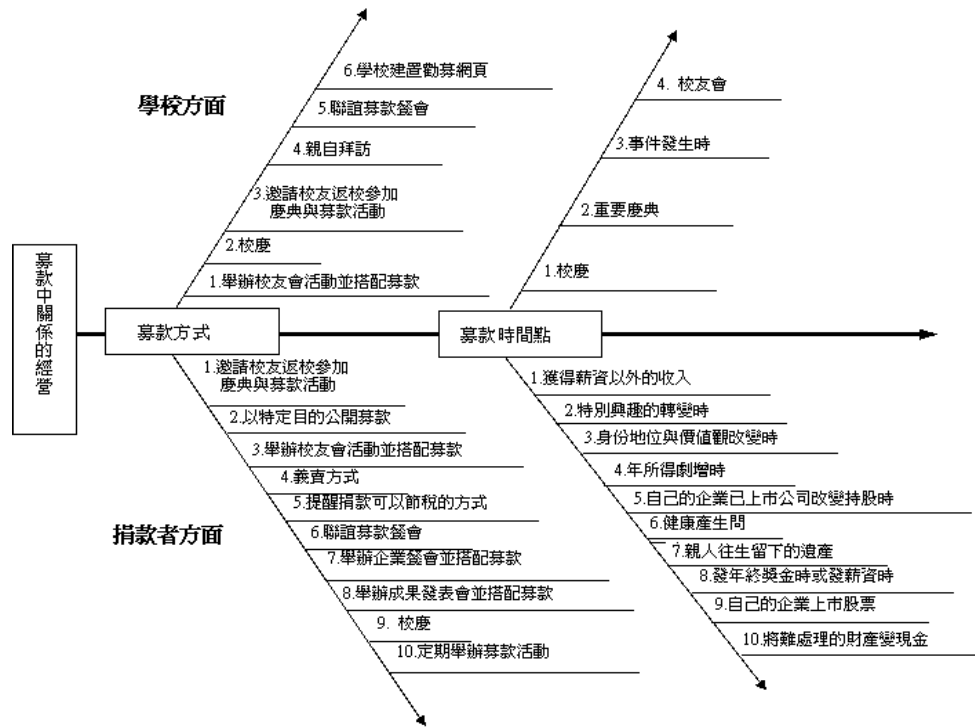 學校方面
6.學校建置勸募網頁
5.聯誼募款餐會
4.親自拜訪
3.邀請校友返校參加
慶典與募款活動
2.校慶
1.舉辦校友會活動並搭配募款
4. 校友會
3.事件發生時
2.重要慶典
1.校慶
募款中關係的經營
募款方式
募款時間點
捐款者方面
1.邀請校友返校參加
慶典與募款活動
2.以特定目的公開募款
3.舉辦校友會活動並搭配募款
4.義賣方式
5.提醒捐款可以節稅的方式
6.聯誼募款餐會
7.舉辦企業餐會並搭配募款
8.舉辦成果發表會並搭配募款
9. 校慶
10.定期舉辦募款活動
1.獲得薪資以外的收入
2.特別興趣的轉變時
3.身份地位與價值觀改變時
4.年所得劇增時
5.自己的企業已上市公司改變持股時
6.健康產生問
7.親人往生留下的遺產
8.發年終獎金時或發薪資時
9.自己的企業上市股票
10.將難處理的財產變現金